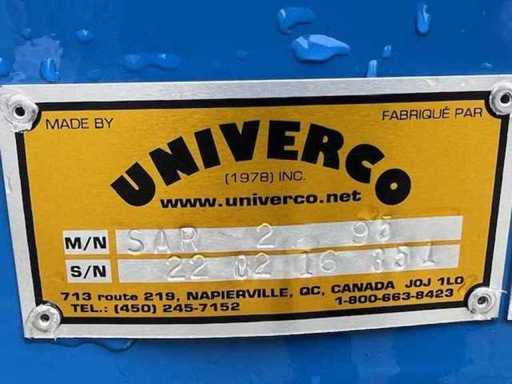 MADE BY
FABRIQUÉ PAR
UNIVERCO
(1978) INC.
www.univerco.net
M/N SAR 2 95
S/N 22 02 16 351
713 route 219, NAPIERVILLE, QC, CANADA J0J 1L0
TEL.: (450) 245-7152 1-800-663-8423